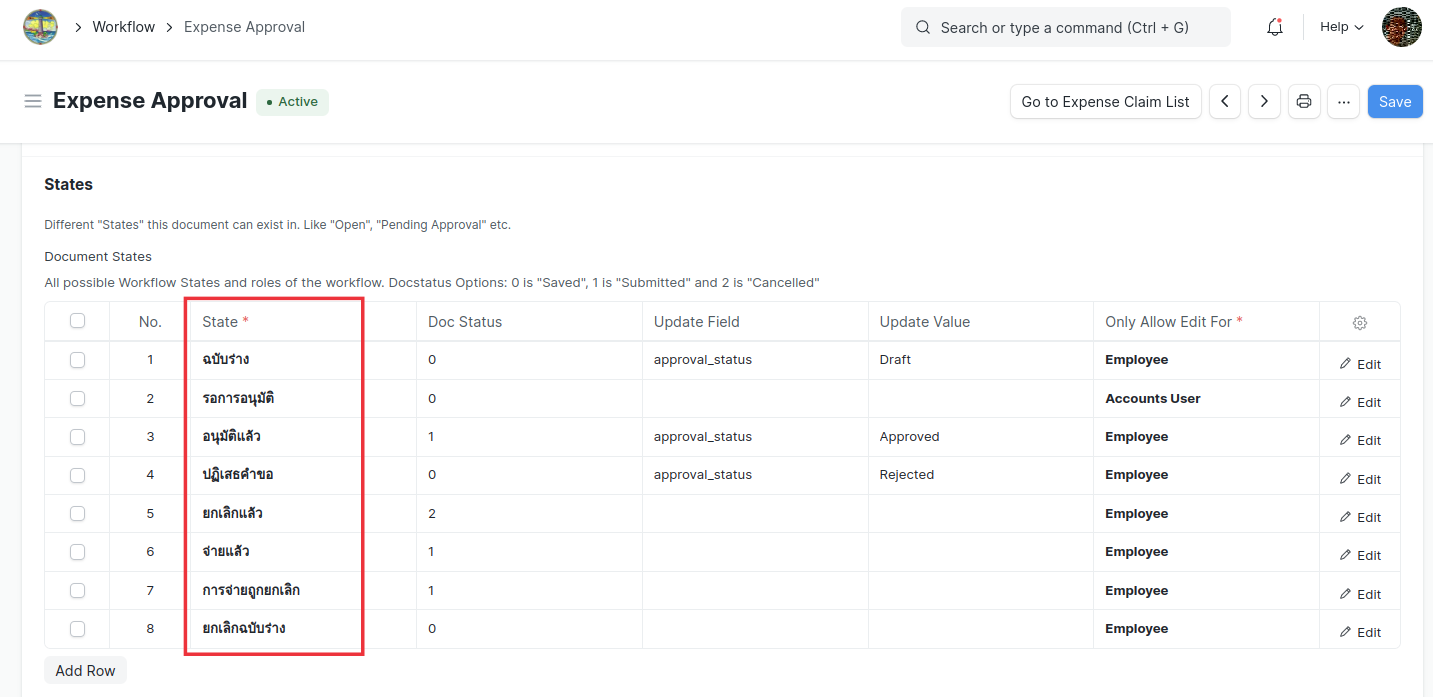 Workflow Expense Approval Search or type a command (Ctrl + G) Help
Expense Approval Active Go to Expense Claim List ... Save
States
Different "States" this document can exist in. Like "Open", "Pending Approval" etc.
Document States
All possible Workflow States and roles of the workflow. Docstatus Options: 0 is "Saved", 1 is "Submitted" and 2 is "Cancelled"
No. State * Doc Status Update Field Update Value Only Allow Edit For *
1 ฉบับร่าง 0 approval_status Draft Employee Edit
2 รอการอนุมัติ 0 Accounts User Edit
3 อนุมัติแล้ว 1 approval_status Approved Employee Edit
4 ปฏิเสธคำขอ 0 approval_status Rejected Employee Edit
5 ยกเลิกแล้ว 2 Employee Edit
6 จ่ายแล้ว 1 Employee Edit
7 การจ่ายถูกยกเลิก 1 Employee Edit
8 ยกเลิกฉบับร่าง 0 Employee Edit
Add Row